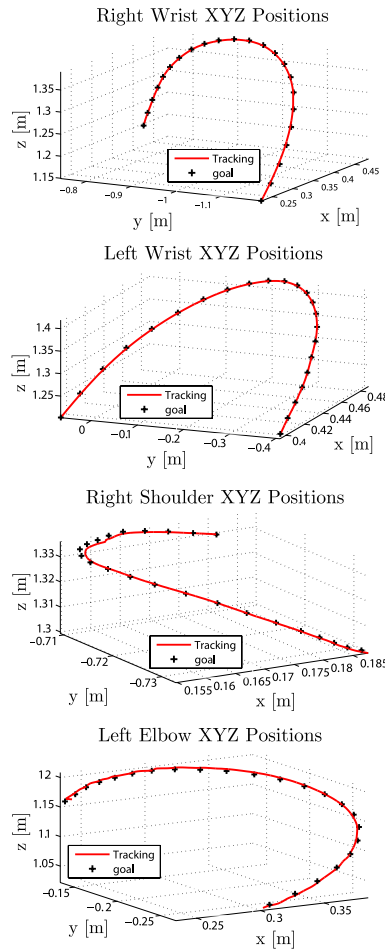 Right Wrist XYZ Positions
1.35
1.3
1.25
1.2
1.15
z [m]
Tracking
goal
−0.8
−0.9
−1
−1.1
y [m]
0.25
0.3
0.35
0.4
0.45
x [m]
Left Wrist XYZ Positions
1.4
1.35
1.3
1.25
z [m]
Tracking
goal
0
−0.1
−0.2
−0.3
−0.4
y [m]
0.4
0.42
0.44
0.46
0.48
x [m]
Right Shoulder XYZ Positions
1.33
1.32
1.31
1.3
z [m]
Tracking
goal
−0.71
−0.72
−0.73
y [m]
0.155
0.16
0.165
0.17
0.175
0.18
0.185
x [m]
Left Elbow XYZ Positions
12
1.15
1.1
1.05
z [m]
Tracking
goal
−0.15
−0.2
−0.25
y [m]
0.25
0.3
0.35
x [m]